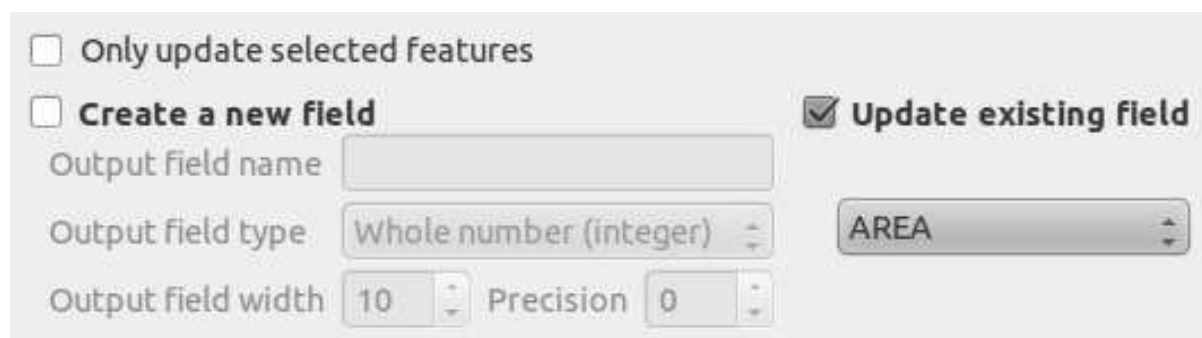 Only update selected features
Create a new field
Update existing field
Output field name
Output field type Whole number (integer)
AREA
Output field width 10 Precision 0